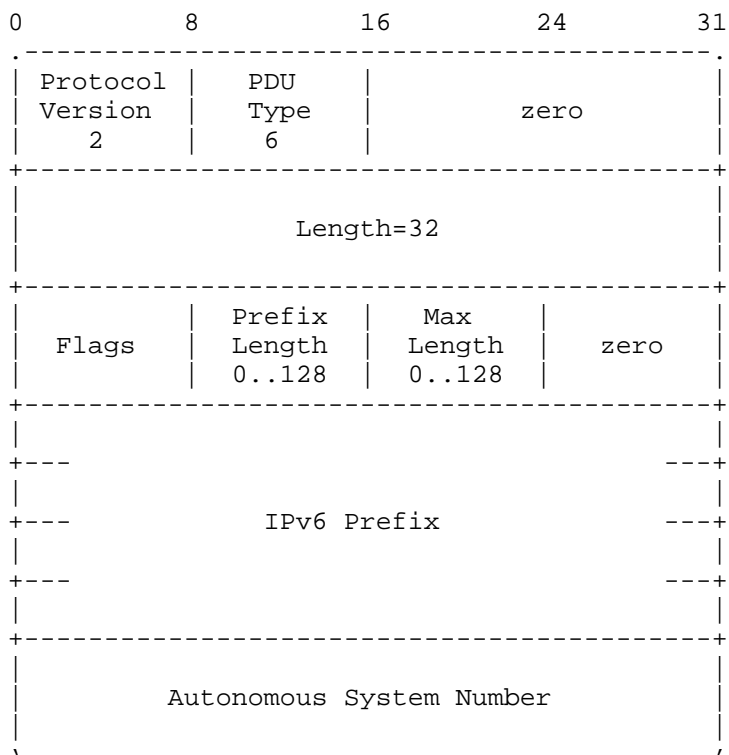 0 8 16 24 31
.-------------------------------------------.
| Protocol | PDU | |
| Version | Type | zero |
| 2 | 6 | |
+-------------------------------------------+
| |
| Length=32 |
| |
+-------------------------------------------+
| | Prefix | Max | |
| Flags | Length | Length | zero |
| | 0..128 | 0..128 | |
+-------------------------------------------+
| |
+--- ---+
| |
+--- IPv6 Prefix ---+
| |
+--- ---+
| |
+-------------------------------------------+
| |
| Autonomous System Number |
| |